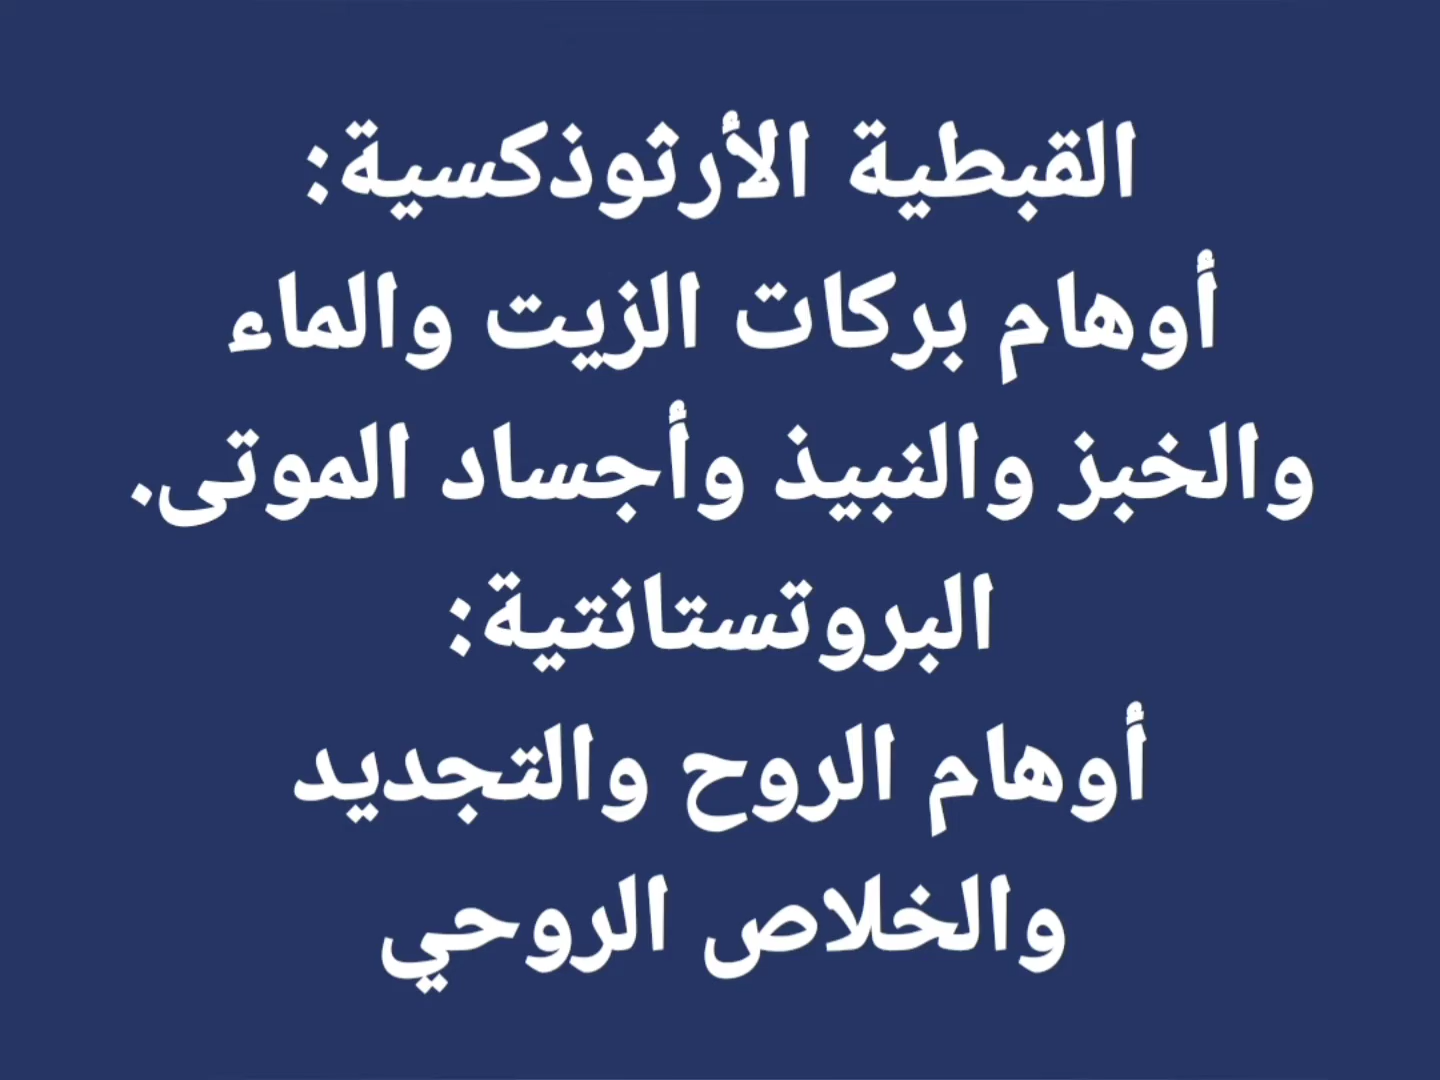 القبطية الأرثوذكسية:
أوهام بركات الزيت والماء
والخبز والنبيذ وأجساد الموتى.
البروتستانتية:
أوهام الروح والتجديد
والخلاص الروحي